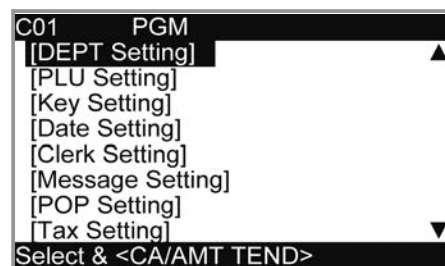 C01 PGM
[DEPT Setting]
[PLU Setting]
[Key Setting]
[Date Setting]
[Clerk Setting]
[Message Setting]
[POP Setting]
[Tax Setting]
Select & <CA/AMT TEND>